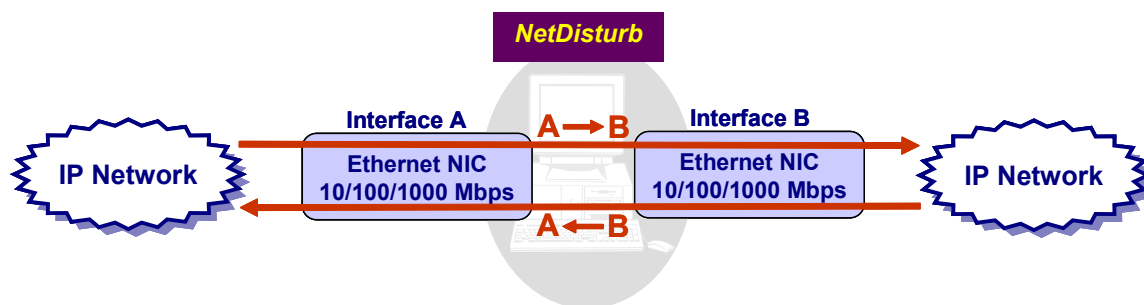 NetDisturb
Interface A
Interface B
A → B
IP Network
Ethernet NIC
10/100/1000 Mbps
Ethernet NIC
10/100/1000 Mbps
IP Network
A ← B